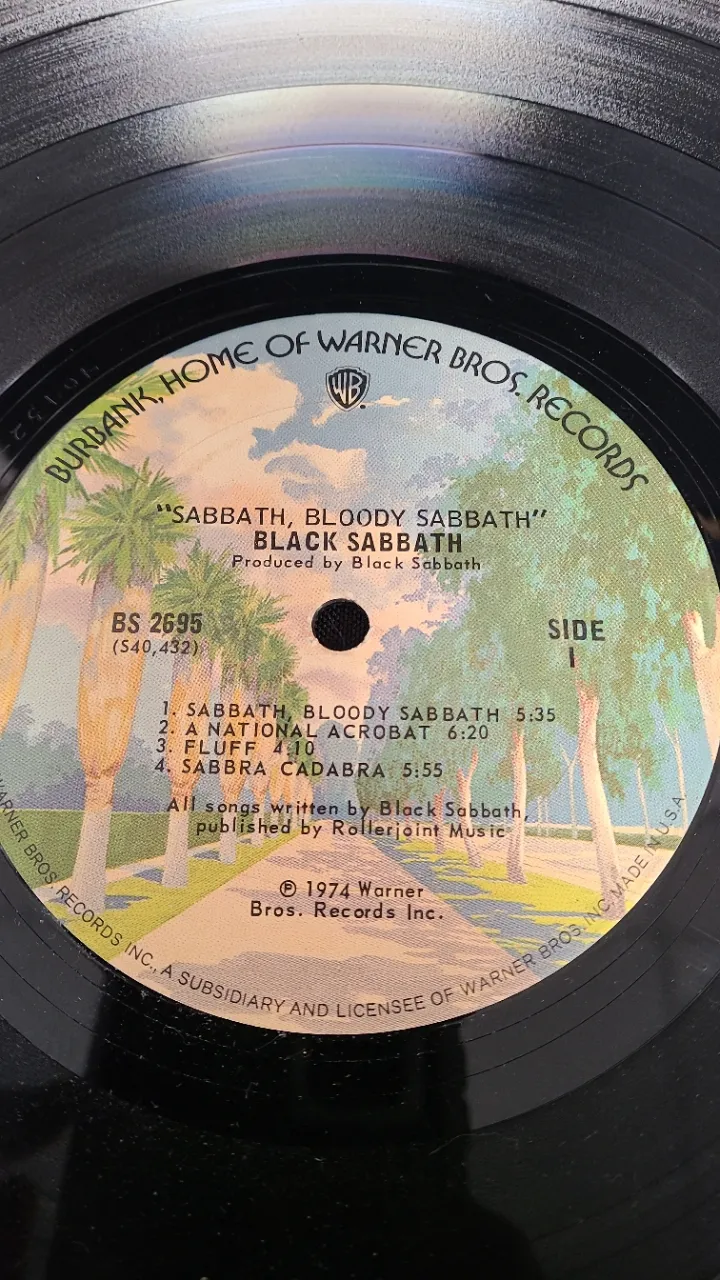 BURBANK, HOME OF WARNER BROS. RECORDS
WB
"SABBATH, BLOODY SABBATH"
BLACK SABBATH
Produced by Black Sabbath
BS 2695
(S40,432)
SIDE
1
1. SABBATH, BLOODY SABBATH 5:35
2. A NATIONAL ACROBAT 6:20
3. FLUFF 4:10
4. SABBRA CADABRA 5:55
All songs written by Black Sabbath,
published by Rollerjoint Music
℗ 1974 Warner
Bros. Records Inc.
WARNER BROS. RECORDS INC., A SUBSIDIARY AND LICENSEE OF WARNER BROS. INC. MADE IN U.S.A.